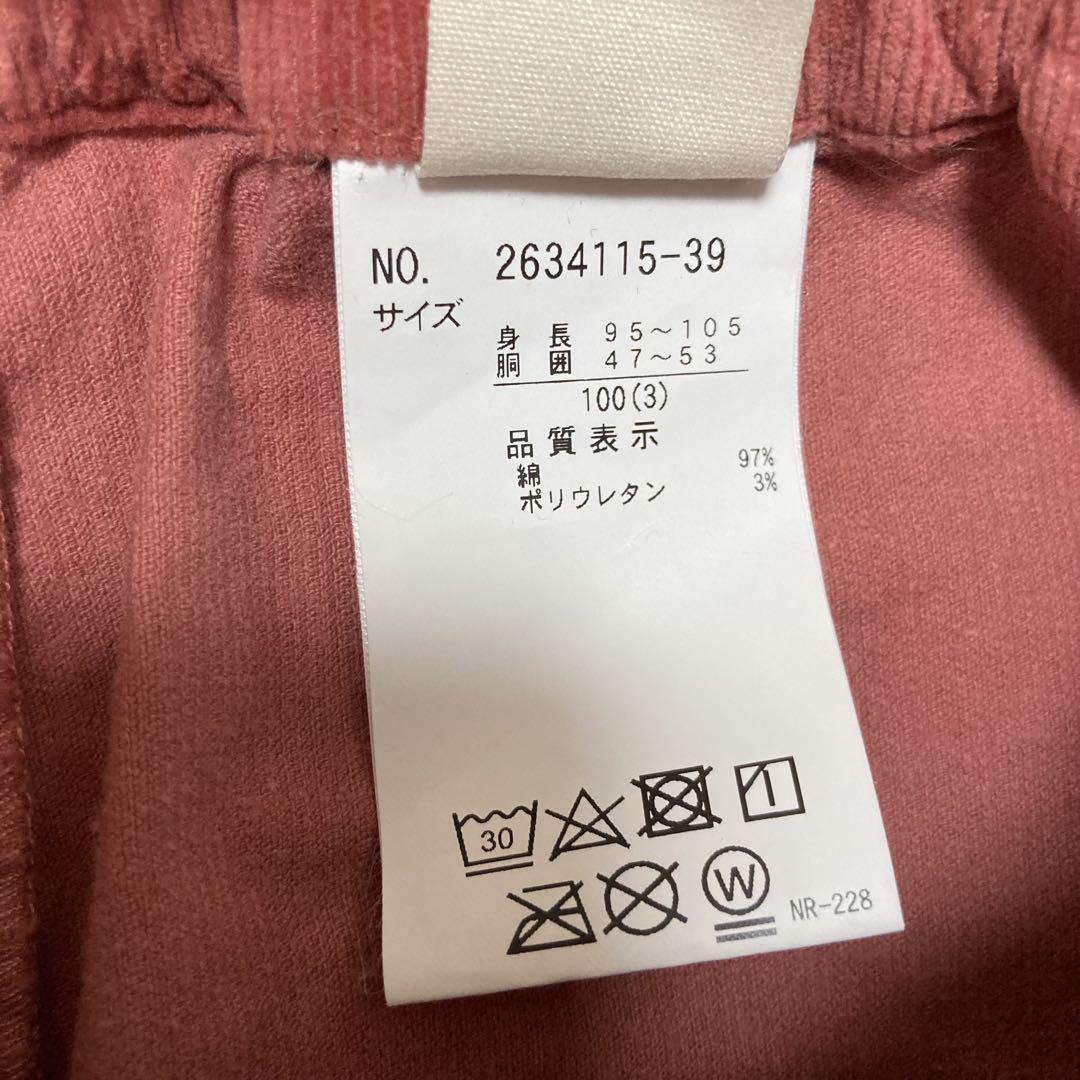 NO. 2634115-39
サイズ
身長 95~105
胴囲 47~53
100(3)
品質表示
綿 97%
ポリウレタン 3%
30
W
NR-228